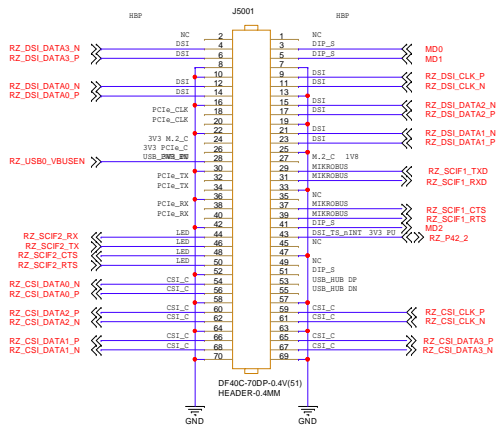 J5001
HBP HBP
NC 2 1 NC
RZ_DSI_DATA3_N DSI 4 3 DIP_S MD0
RZ_DSI_DATA3_P DSI 6 5 DIP_S MD1
8 7
10 9 DSI RZ_DSI_CLK_P
RZ_DSI_DATA0_N DSI 12 11 DSI RZ_DSI_CLK_N
RZ_DSI_DATA0_P DSI 14 13
PCIe_CLK 16 15 DSI RZ_DSI_DATA2_N
18 17 DSI RZ_DSI_DATA2_P
PCIe_CLK 20 19
22 21 DSI RZ_DSI_DATA1_N
3V3 M.2_C 24 23 DSI RZ_DSI_DATA1_P
3V3 PCIe_C 26 25
RZ_USB0_VBUSEN 28 27 M.2_C 1V8
PCIe_TX 30 29 MIKROBUS RZ_SCIF1_TXD
32 31 MIKROBUS RZ_SCIF1_RXD
PCIe_TX 34 33 NC
PCIe_RX 36 35
38 37 MIKROBUS RZ_SCIF1_CTS
PCIe_RX 40 39 MIKROBUS RZ_SCIF1_RTS
42 41 DIP_S MD2
RZ_SCIF2_RX LED 44 43 DSI_TS_nINT 3V3 PU RZ_P42_2
RZ_SCIF2_TX LED 46 45 NC
RZ_SCIF2_CTS LED 48 47
RZ_SCIF2_RTS LED 50 49 NC
52 51 DIP_S
RZ_CSI_DATA0_N CSI_C 54 53 USB_HUB DP
RZ_CSI_DATA0_P CSI_C 56 55 USB_HUB DN
58 57
RZ_CSI_DATA2_P CSI_C 60 59 CSI_C RZ_CSI_CLK_P
RZ_CSI_DATA2_N CSI_C 62 61 CSI_C RZ_CSI_CLK_N
64 63
RZ_CSI_DATA1_P CSI_C 66 65 CSI_C RZ_CSI_DATA3_P
RZ_CSI_DATA1_N CSI_C 68 67 CSI_C RZ_CSI_DATA3_N
70 69
DF40C-70DP-0.4V(51)
HEADER-0.4MM
GND GND